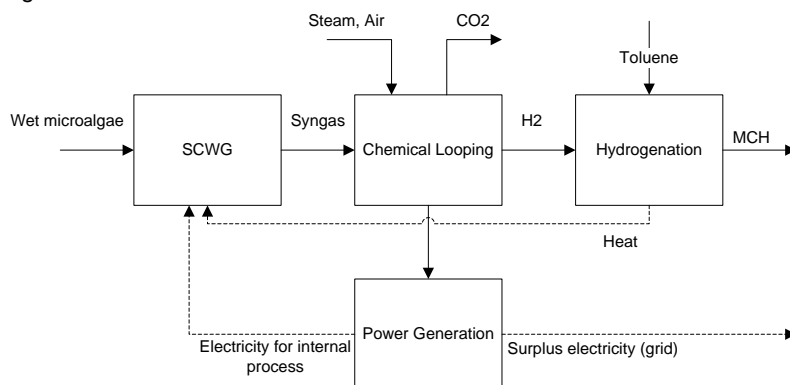 Steam, Air
CO2
Toluene
Wet microalgae
SCWG
Syngas
Chemical Looping
H2
Hydrogenation
MCH
Heat
Power Generation
Electricity for internal
process
Surplus electricity (grid)